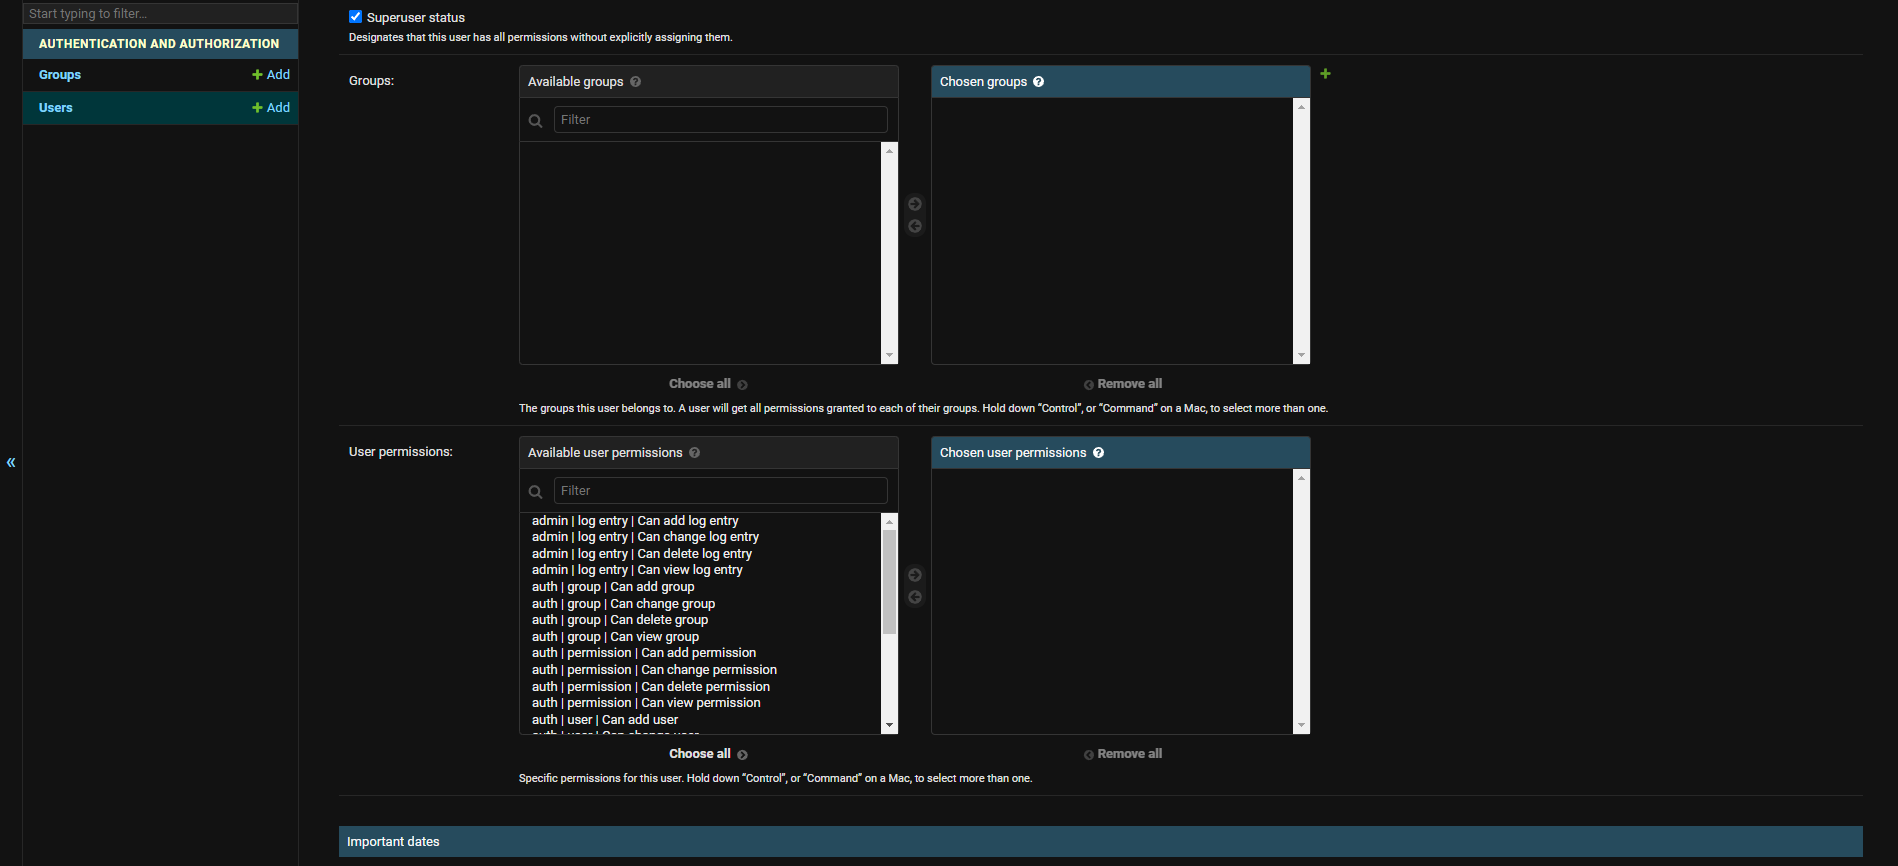 Start typing to filter…
AUTHENTICATION AND AUTHORIZATION
Groups
Add
Users
Add
«
Superuser status
Designates that this user has all permissions without explicitly assigning them.
Groups:
Available groups ?
Filter
Choose all
Chosen groups ?
Remove all
The groups this user belongs to. A user will get all permissions granted to each of their groups. Hold down “Control”, or “Command” on a Mac, to select more than one.
User permissions:
Available user permissions ?
Filter
admin | log entry | Can add log entry
admin | log entry | Can change log entry
admin | log entry | Can delete log entry
admin | log entry | Can view log entry
auth | group | Can add group
auth | group | Can change group
auth | group | Can delete group
auth | group | Can view group
auth | permission | Can add permission
auth | permission | Can change permission
auth | permission | Can delete permission
auth | permission | Can view permission
auth | user | Can add user
auth | user | Can change user
Choose all
Chosen user permissions ?
Remove all
Specific permissions for this user. Hold down “Control”, or “Command” on a Mac, to select more than one.
Important dates